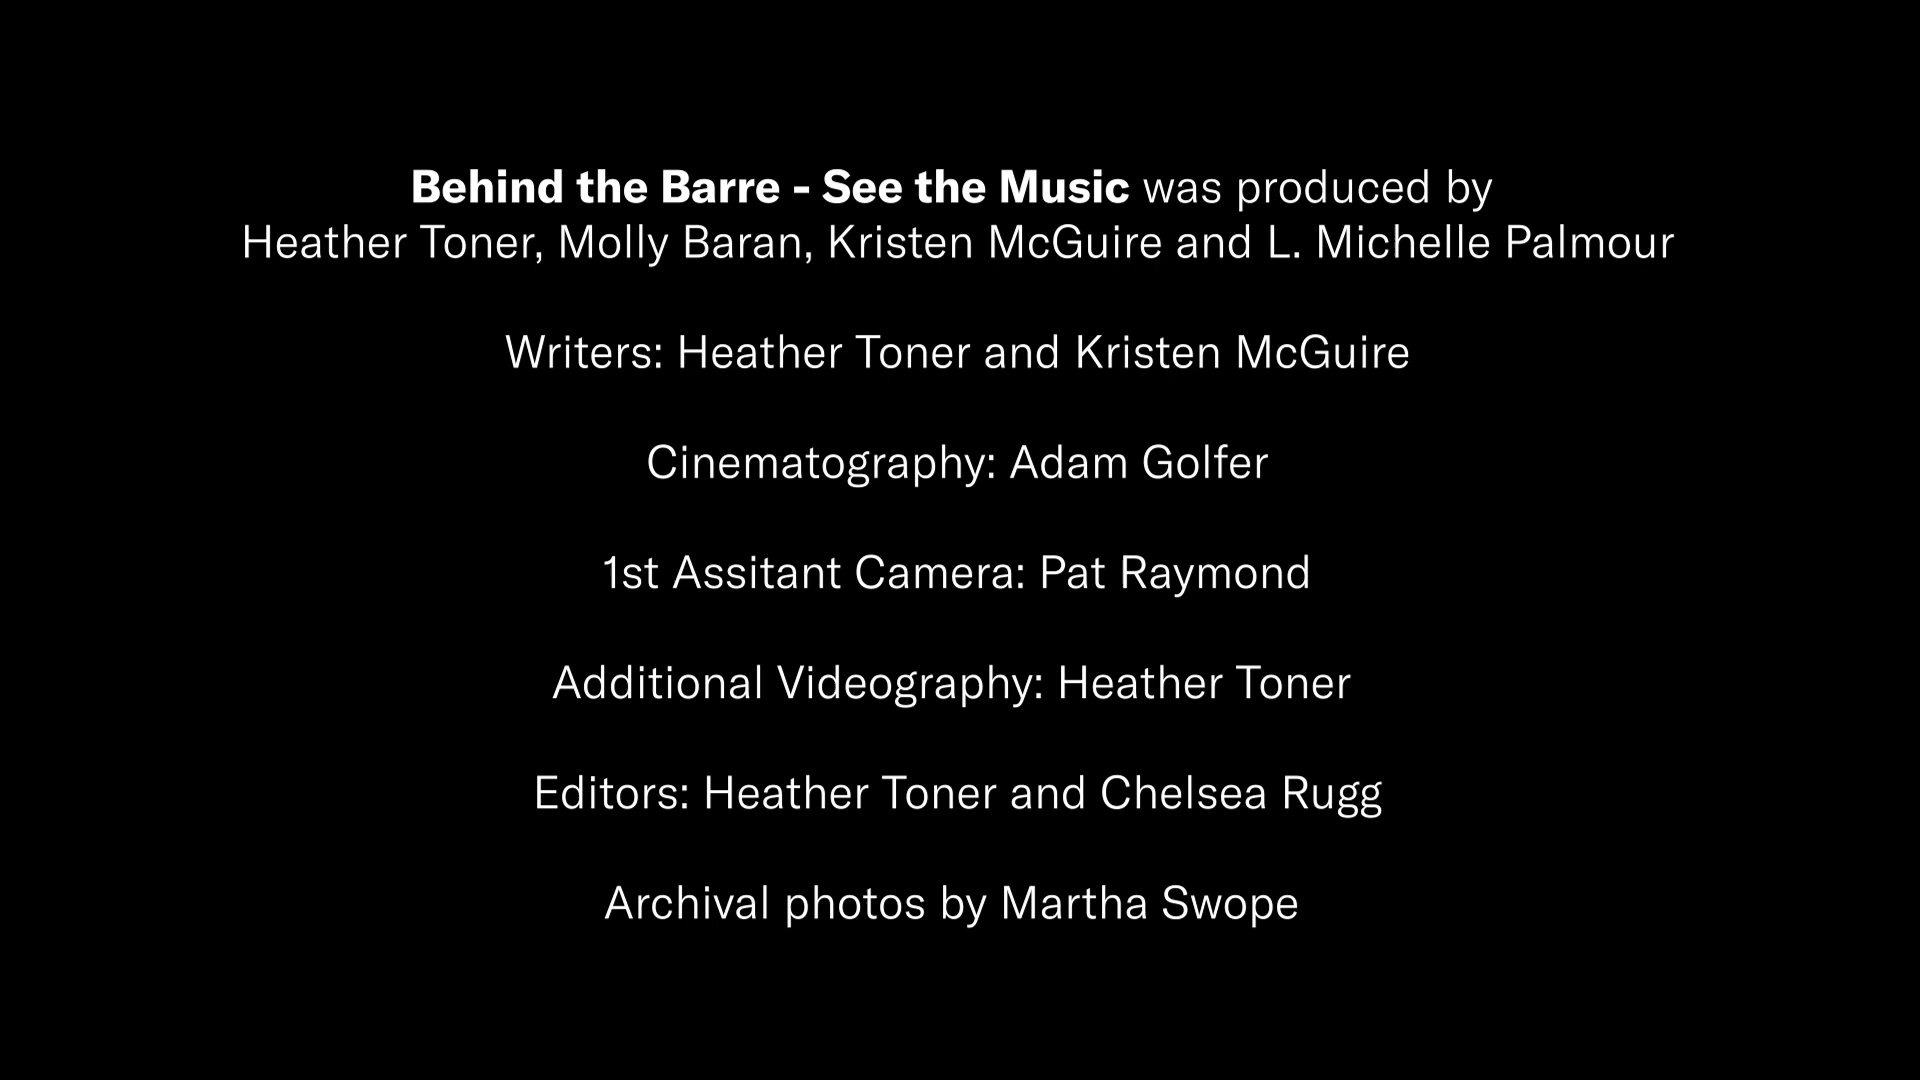 Behind the Barre - See the Music was produced by
Heather Toner, Molly Baran, Kristen McGuire and L. Michelle Palmour
Writers: Heather Toner and Kristen McGuire
Cinematography: Adam Golfer
1st Assitant Camera: Pat Raymond
Additional Videography: Heather Toner
Editors: Heather Toner and Chelsea Rugg
Archival photos by Martha Swope